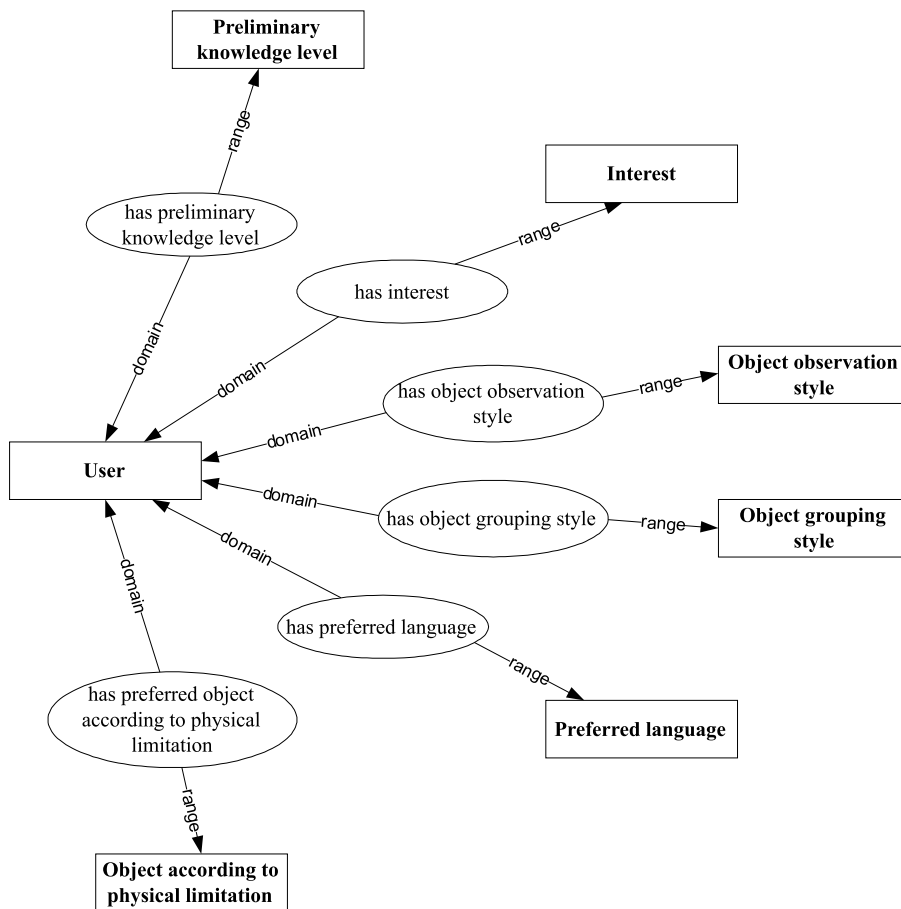 Preliminary
knowledge level
range
has preliminary
knowledge level
domain
Interest
range
has interest
domain
Object observation
style
range
has object observation
style
domain
User
domain
has object grouping style
range
Object grouping
style
domain
has preferred language
range
Preferred language
domain
has preferred object
according to physical
limitation
range
Object according to
physical limitation